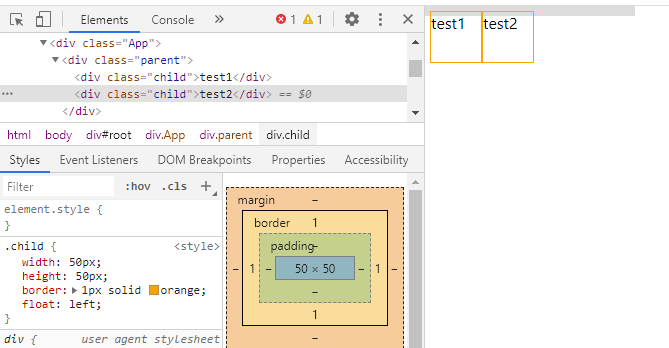 Elements Console » 1 1
test1 test2
▼<div class="App">
▼<div class="parent">
<div class="child">test1</div>
... <div class="child">test2</div> == $0
</div>
html body div#root div.App div.parent div.child
Styles Event Listeners DOM Breakpoints Properties Accessibility
Filter :hov .cls +
element.style {
}
.child { <style>
width: 50px;
height: 50px;
border: ▶ 1px solid orange;
float: left;
}
div { user agent stylesheet
margin –
border 1
padding –
– 1 – 50 × 50 – 1 –
–
1
–